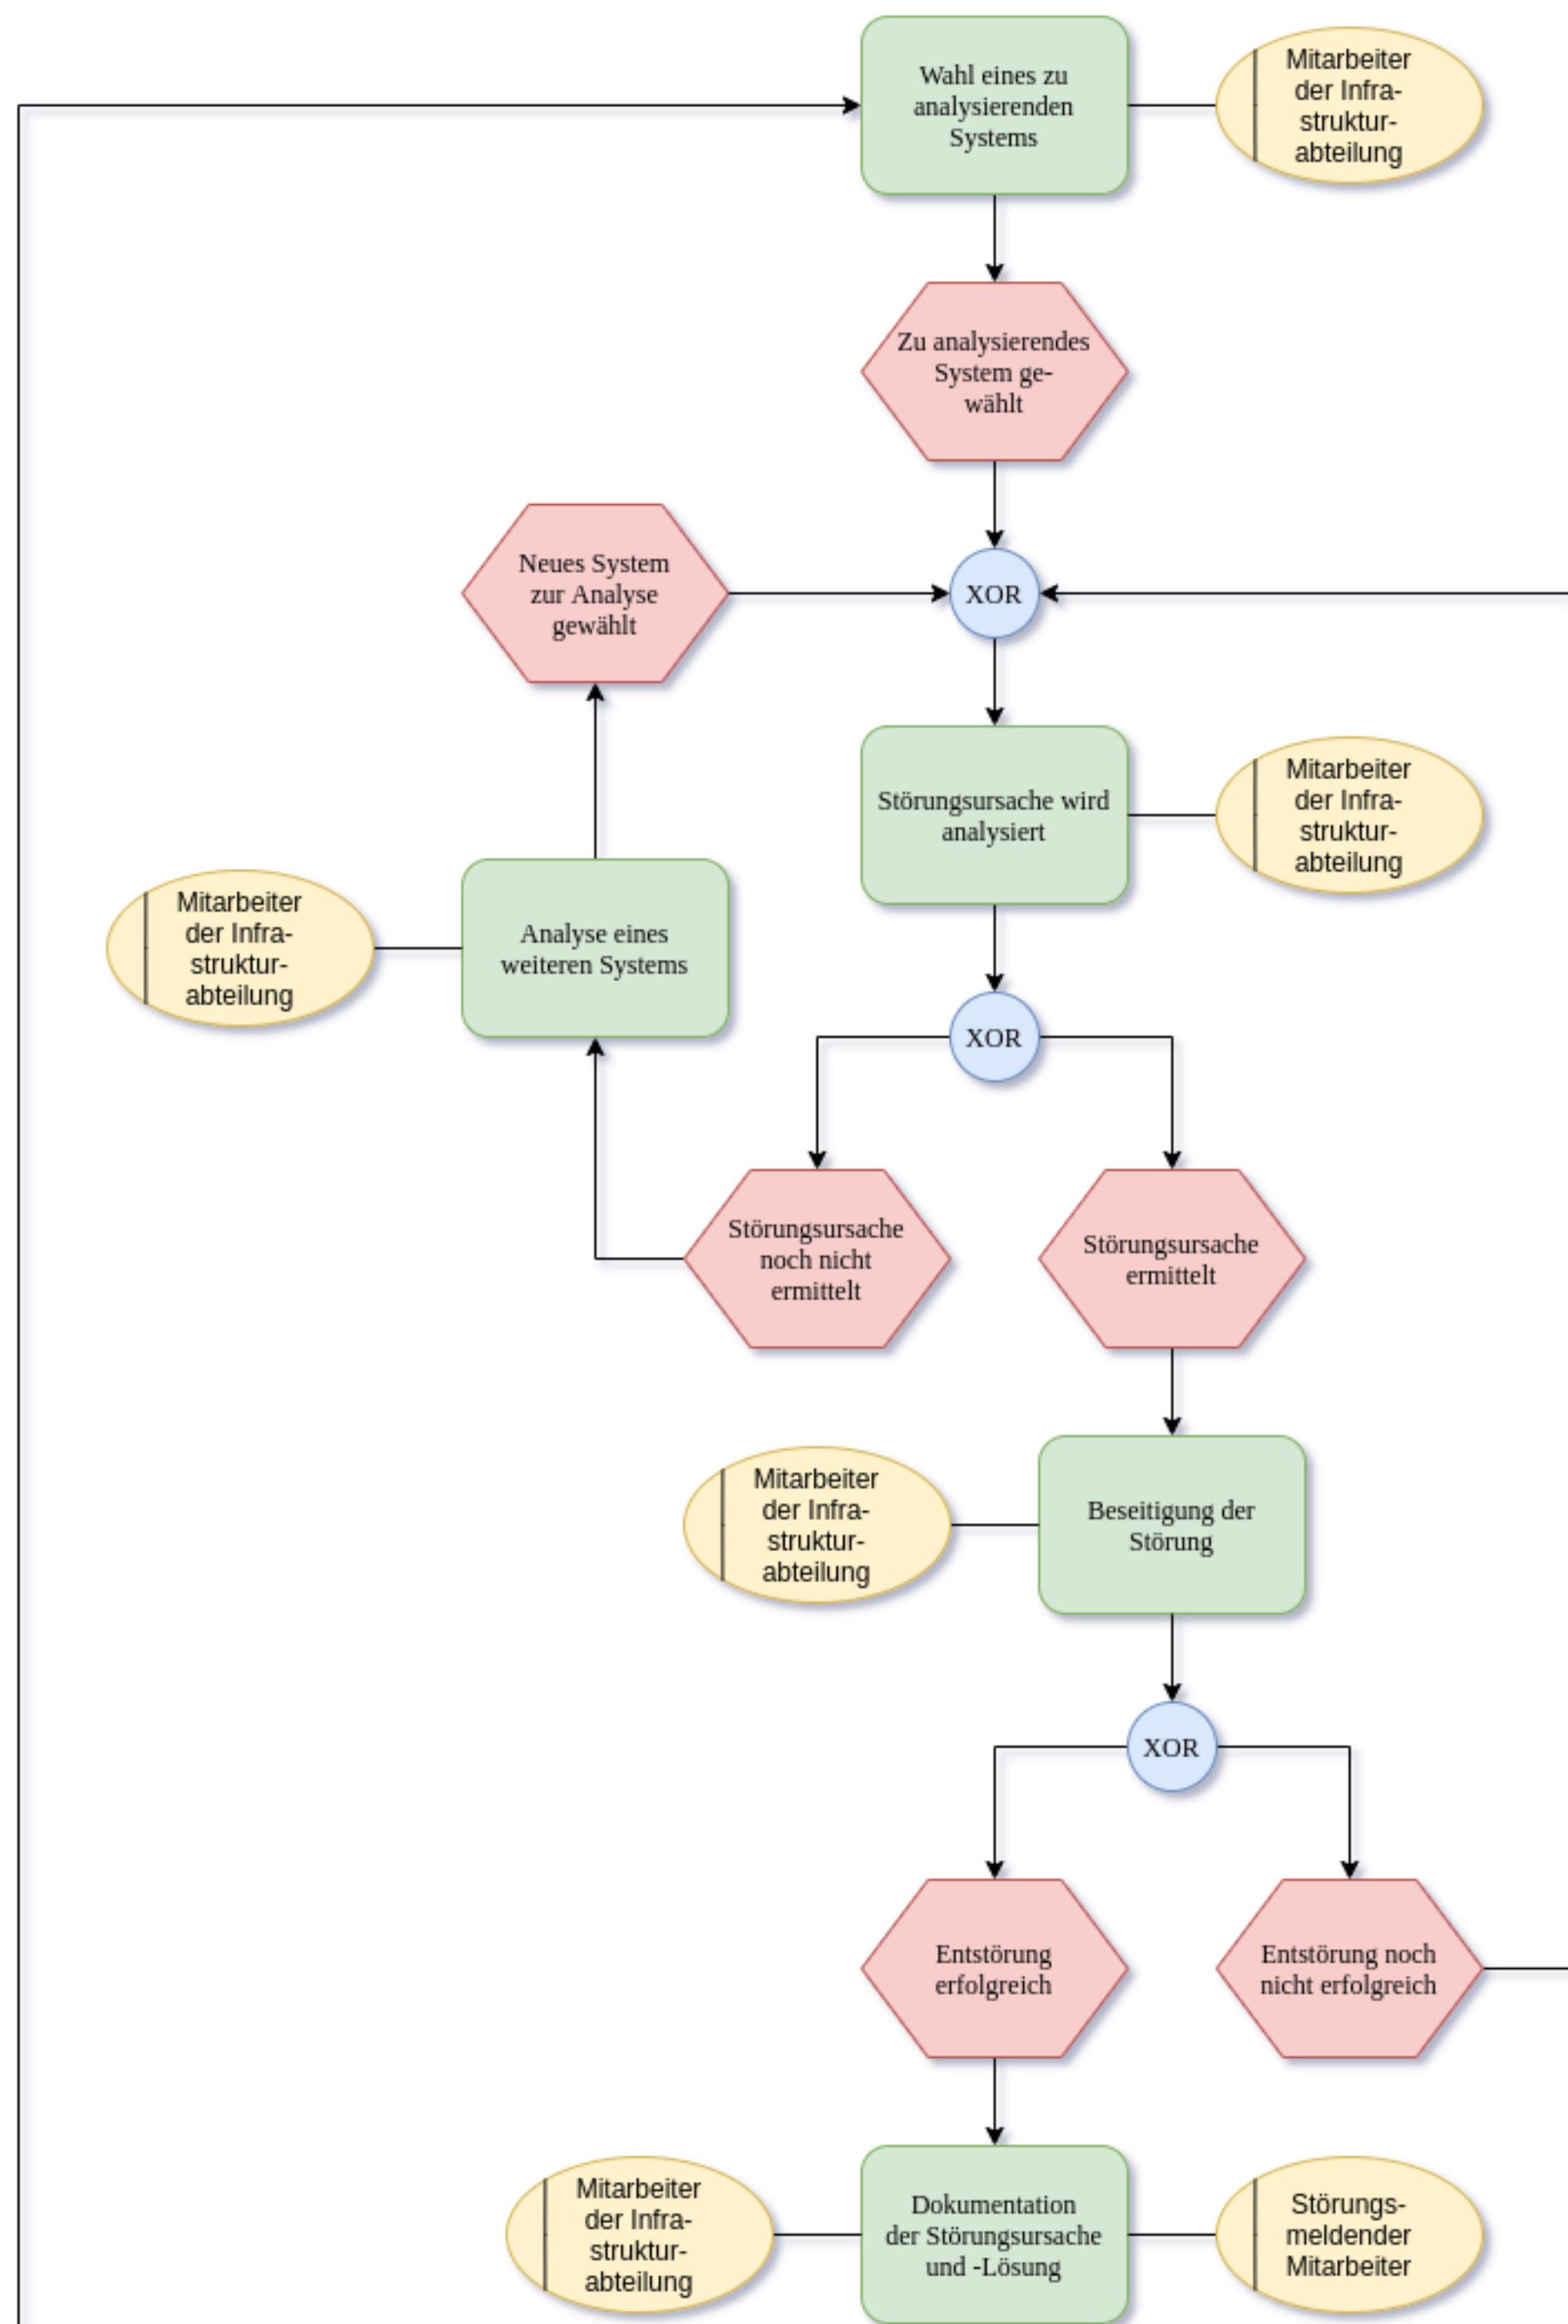 Wahl eines zu
analysierenden
Systems
Mitarbeiter
der Infra-
struktur-
abteilung
Zu analysierendes
System ge-
wählt
Neues System
zur Analyse
gewählt
XOR
Störungsursache wird
analysiert
Mitarbeiter
der Infra-
struktur-
abteilung
Mitarbeiter
der Infra-
struktur-
abteilung
Analyse eines
weiteren Systems
XOR
Störungsursache
noch nicht
ermittelt
Störungsursache
ermittelt
Mitarbeiter
der Infra-
struktur-
abteilung
Beseitigung der
Störung
XOR
Entstörung
erfolgreich
Entstörung noch
nicht erfolgreich
Mitarbeiter
der Infra-
struktur-
abteilung
Dokumentation
der Störungsursache
und -Lösung
Störungs-
meldender
Mitarbeiter